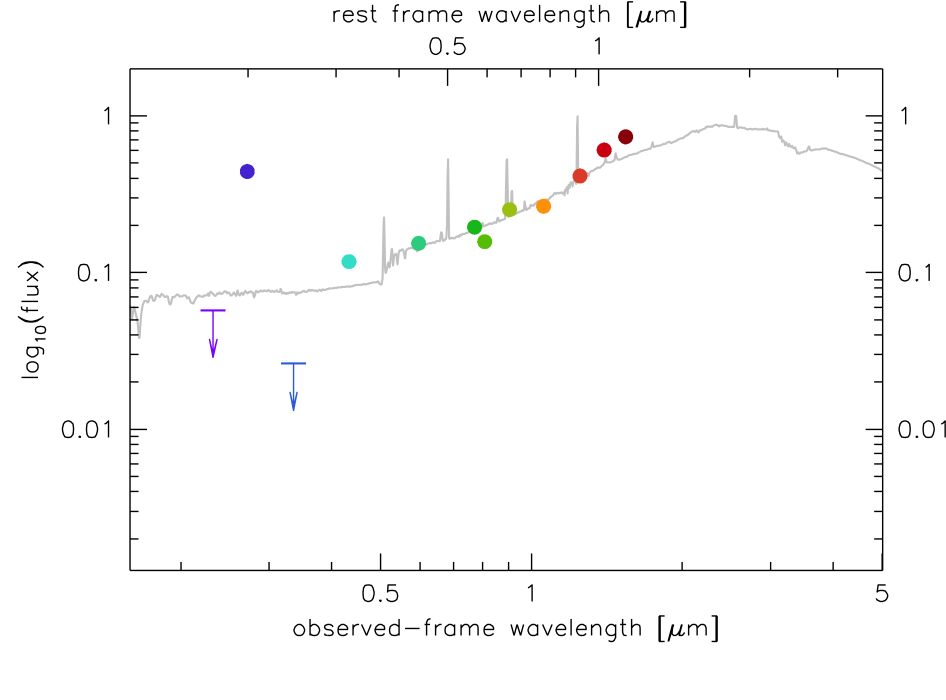 rest frame wavelength [μm]
0.5 1
1 1
0.1 0.1
log10(flux)
0.01 0.01
0.5 1 5
observed-frame wavelength [μm]